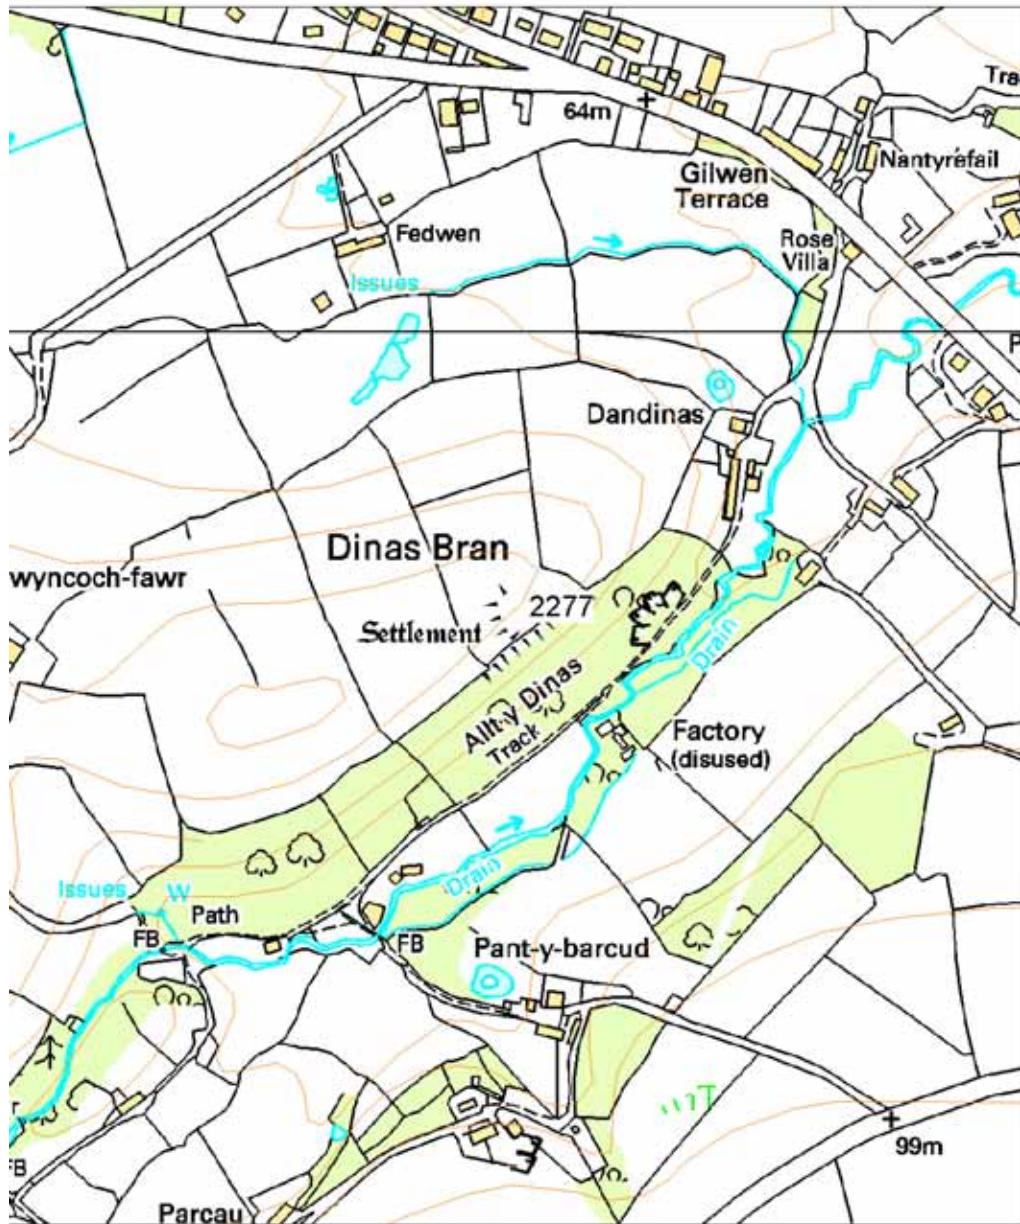 64m
Tra
Nantyrefail
Gilwen
Terrace
Fedwen
Rose
Villa
Issues
P
Dandinas
Dinas Bran
wyncoch-fawr
2277
Settlement
Drain
Allt y Dinas
Track
Factory
(disused)
Drain
Issues
W
Path
FB
FB
Pant-y-barcud
T
FB
99m
Parcau